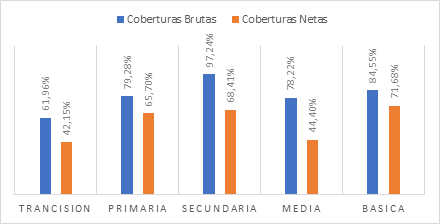 Coberturas Brutas Coberturas Netas
61,96% 42,15% 79,28% 65,70% 97,24% 68,41% 78,22% 44,40% 84,55% 71,68%
TRANCISION PRIMARIA SECUNDARIA MEDIA BASICA